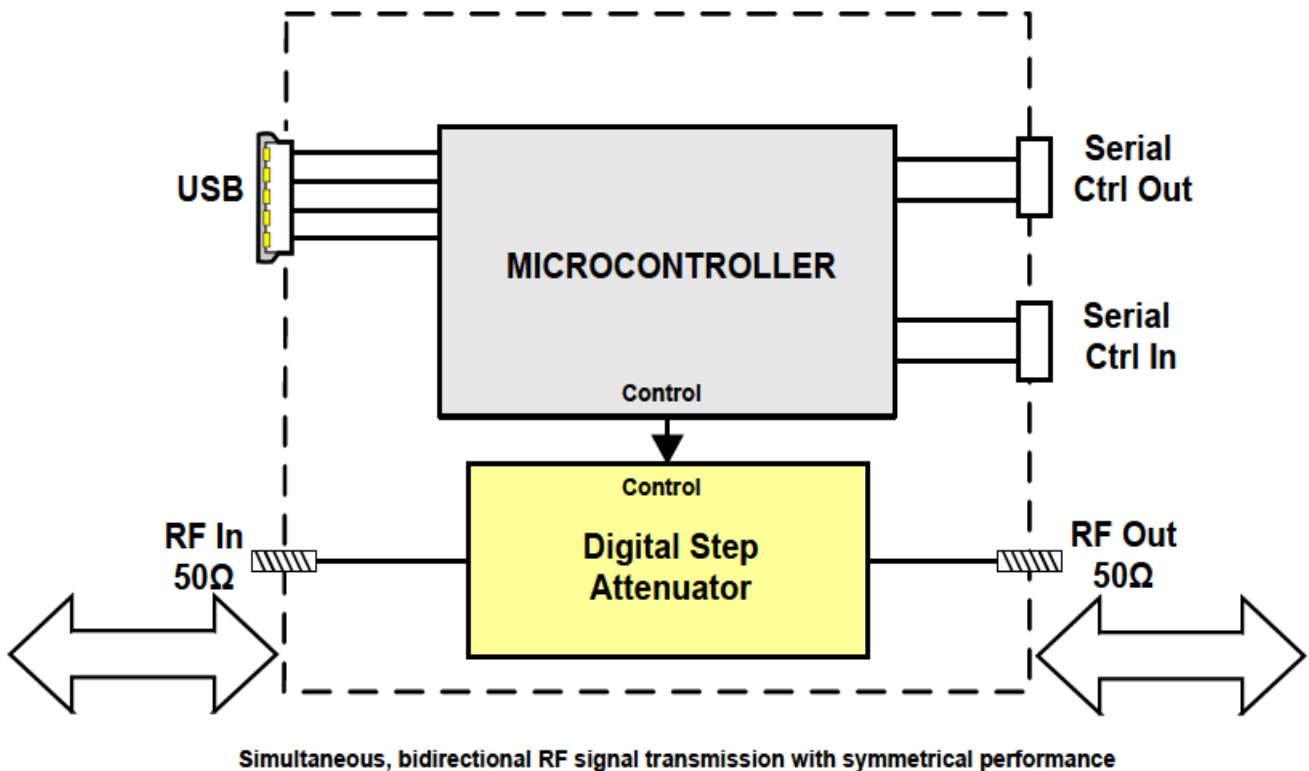 USB
Serial
Ctrl Out
MICROCONTROLLER
Serial
Ctrl In
Control
Control
Digital Step
Attenuator
RF In
50Ω
RF Out
50Ω
Simultaneous, bidirectional RF signal transmission with symmetrical performance